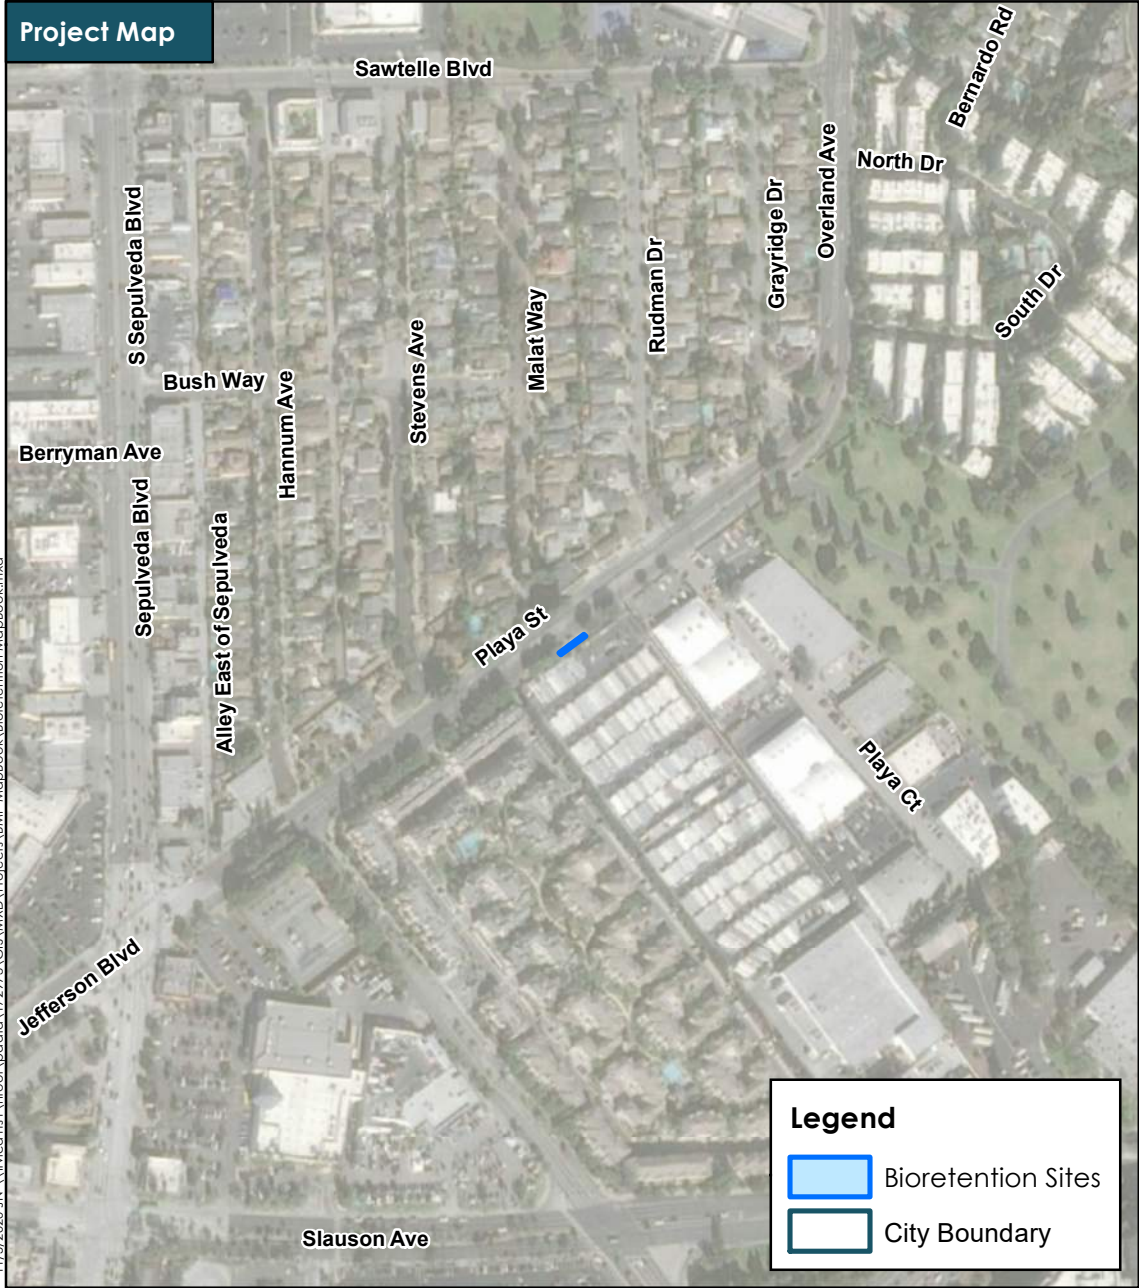 Project Map
Sawtelle Blvd
Bernardo Rd
North Dr
Overland Ave
S Sepulveda Blvd
Grayridge Dr
Rudman Dr
South Dr
Malat Way
Stevens Ave
Bush Way
Hannum Ave
Berryman Ave
Sepulveda Blvd
Alley East of Sepulveda
Playa St
Playa Ct
Jefferson Blvd
Slauson Ave
Legend
Bioretention Sites
City Boundary